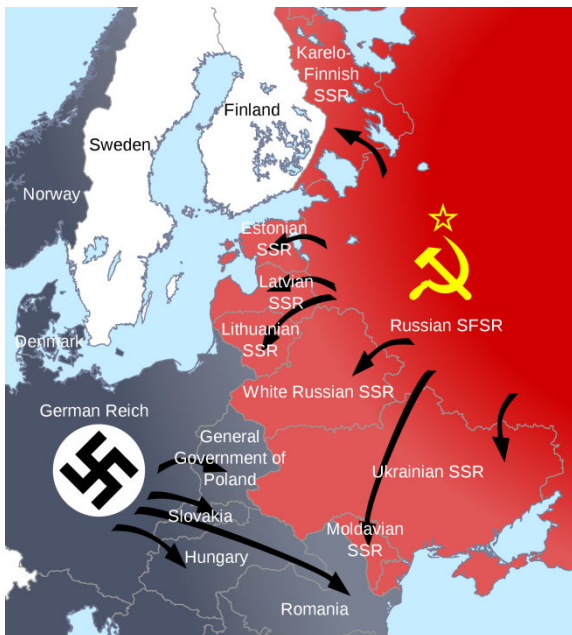 Karelo-
Finnish
SSR
Finland
Sweden
Norway
Estonian
SSR
Latvian
SSR
Denmark
Lithuanian
SSR
Russian SFSR
White Russian SSR
German Reich
General
Government of
Poland
Ukrainian SSR
Slovakia
Moldavian
SSR
Hungary
Romania